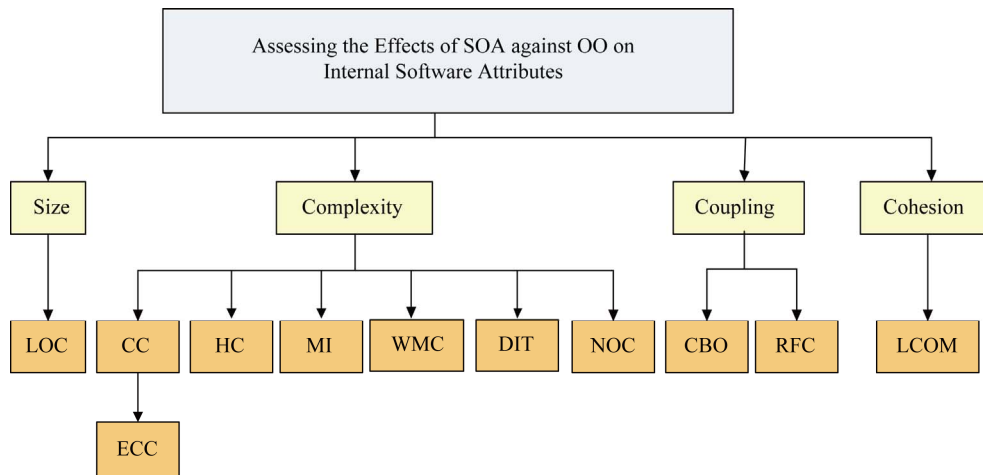 Assessing the Effects of SOA against OO on
Internal Software Attributes
Size
Complexity
Coupling
Cohesion
LOC
CC
HC
MI
WMC
DIT
NOC
CBO
RFC
LCOM
ECC